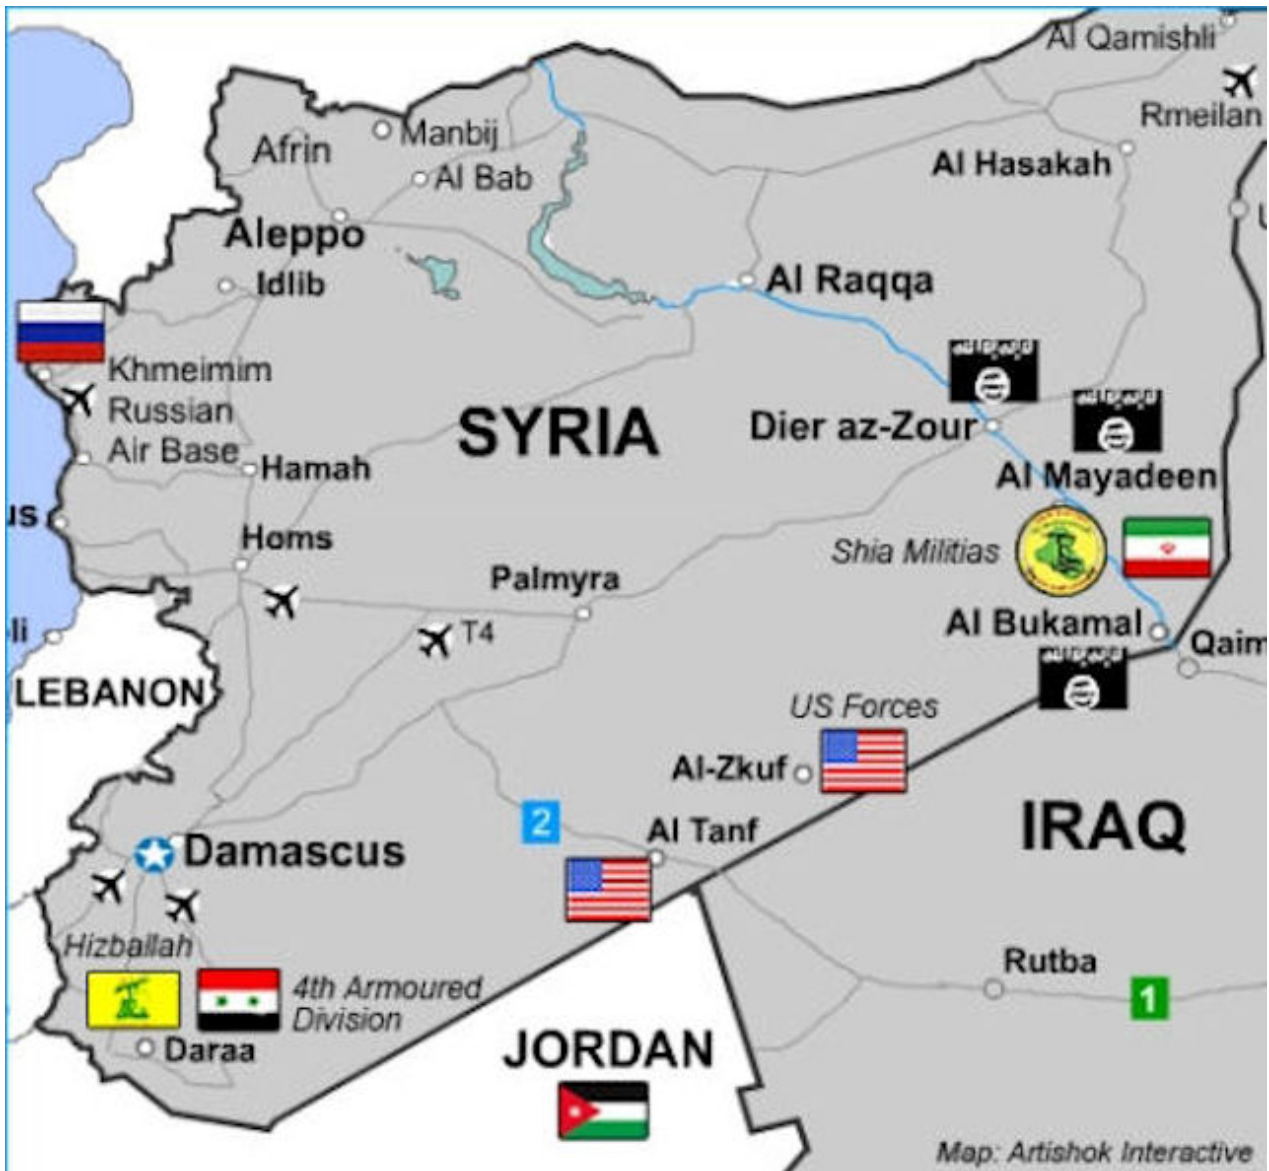 Al Qamishli
Rmeilan
Manbij
Afrin
Al Hasakah
Al Bab
Aleppo
Idlib
Al Raqqa
Khmeimim
Russian
Air Base
SYRIA
Dier az-Zour
Hamah
Al Mayadeen
us
Homs
Shia Militias
Palmyra
Al Bukamal
li
T4
Qaim
LEBANON
US Forces
Al-Zkuf
2
Al Tanf
IRAQ
Damascus
Hizballah
Rutba
4th Armoured
Division
1
Daraa
JORDAN
Map: Artishok Interactive